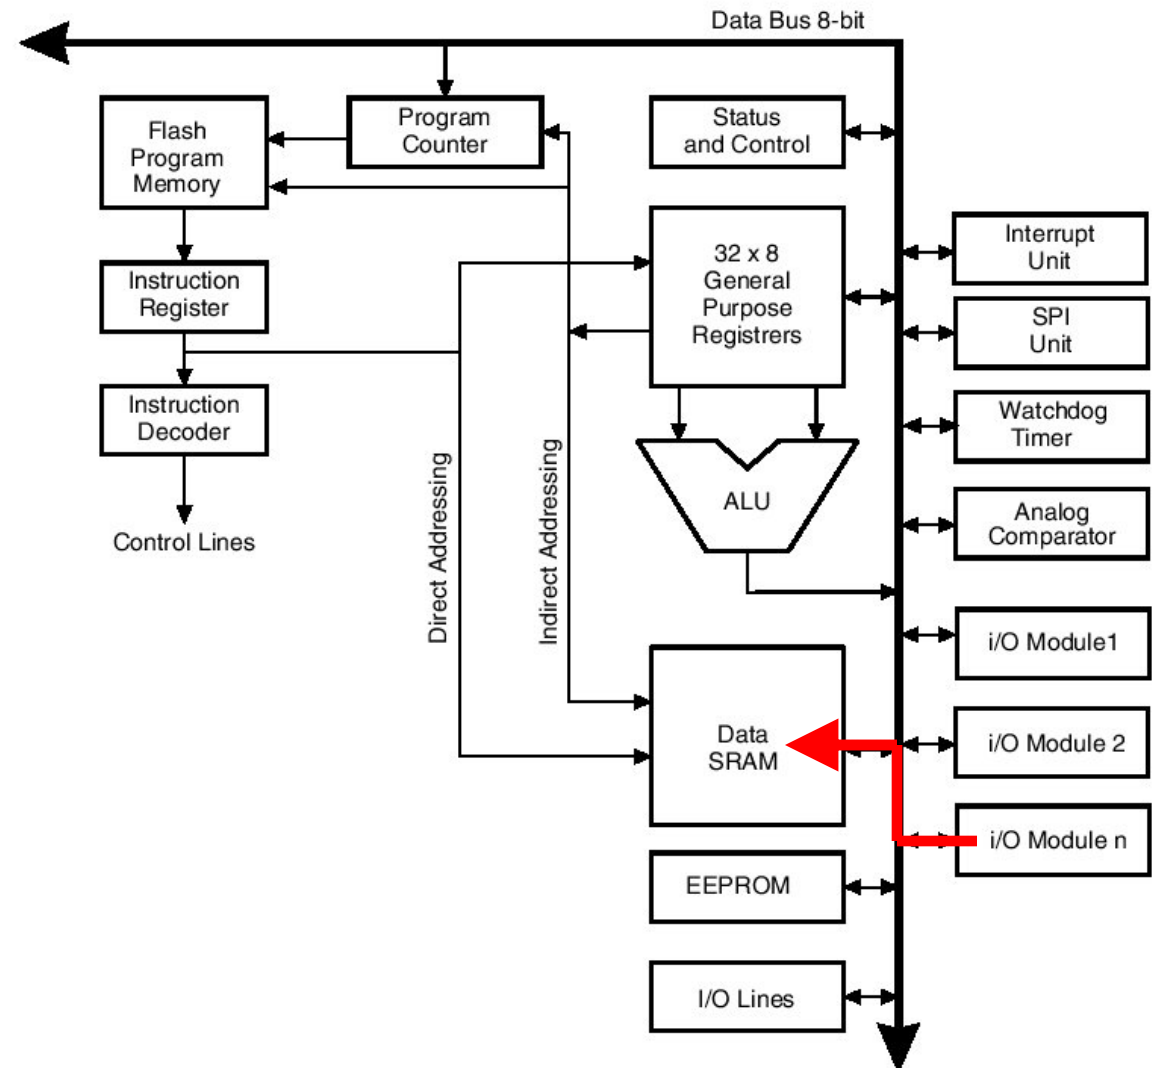 Data Bus 8-bit
Flash
Program
Memory
Program
Counter
Status
and Control
32 x 8
General
Purpose
Registrers
Interrupt
Unit
Instruction
Register
SPI
Unit
Instruction
Decoder
Watchdog
Timer
Control Lines
Direct Addressing
Indirect Addressing
ALU
Analog
Comparator
i/O Module1
Data
SRAM
i/O Module 2
i/O Module n
EEPROM
I/O Lines